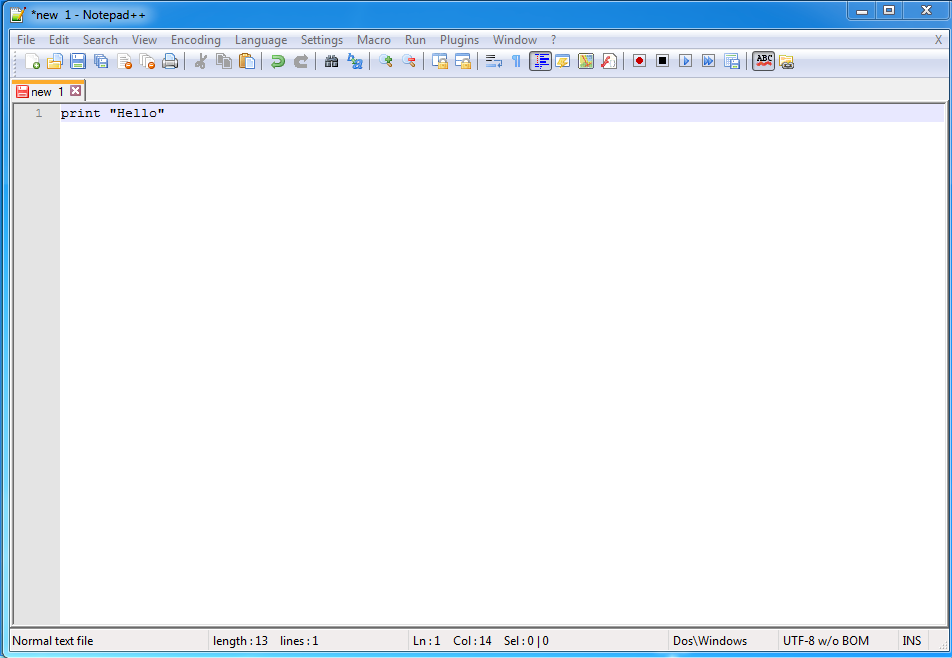 *new  1 - Notepad++
File Edit Search View Encoding Language Settings Macro Run Plugins Window ? X
ABC
new  1
1 print "Hello"
Normal text file length : 13 lines : 1 Ln : 1 Col : 14 Sel : 0 | 0 Dos\Windows UTF-8 w/o BOM INS